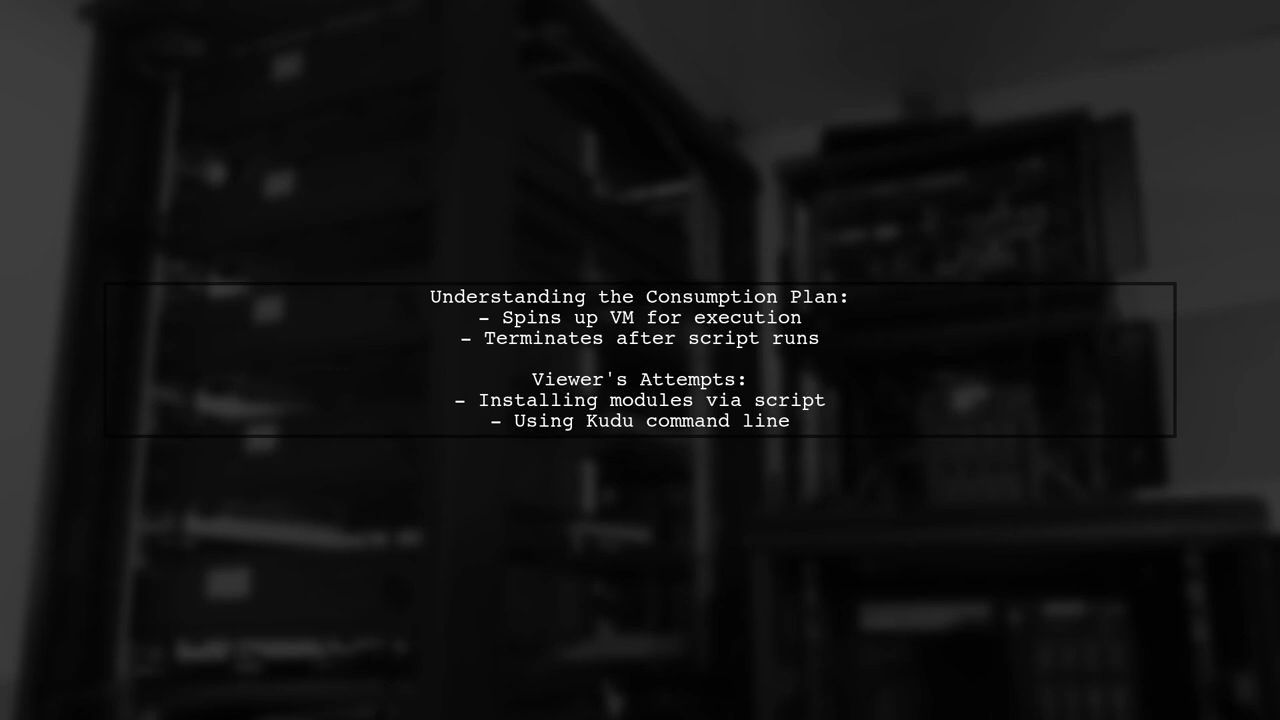 Understanding the Consumption Plan:
- Spins up VM for execution
- Terminates after script runs
Viewer's Attempts:
- Installing modules via script
- Using Kudu command line